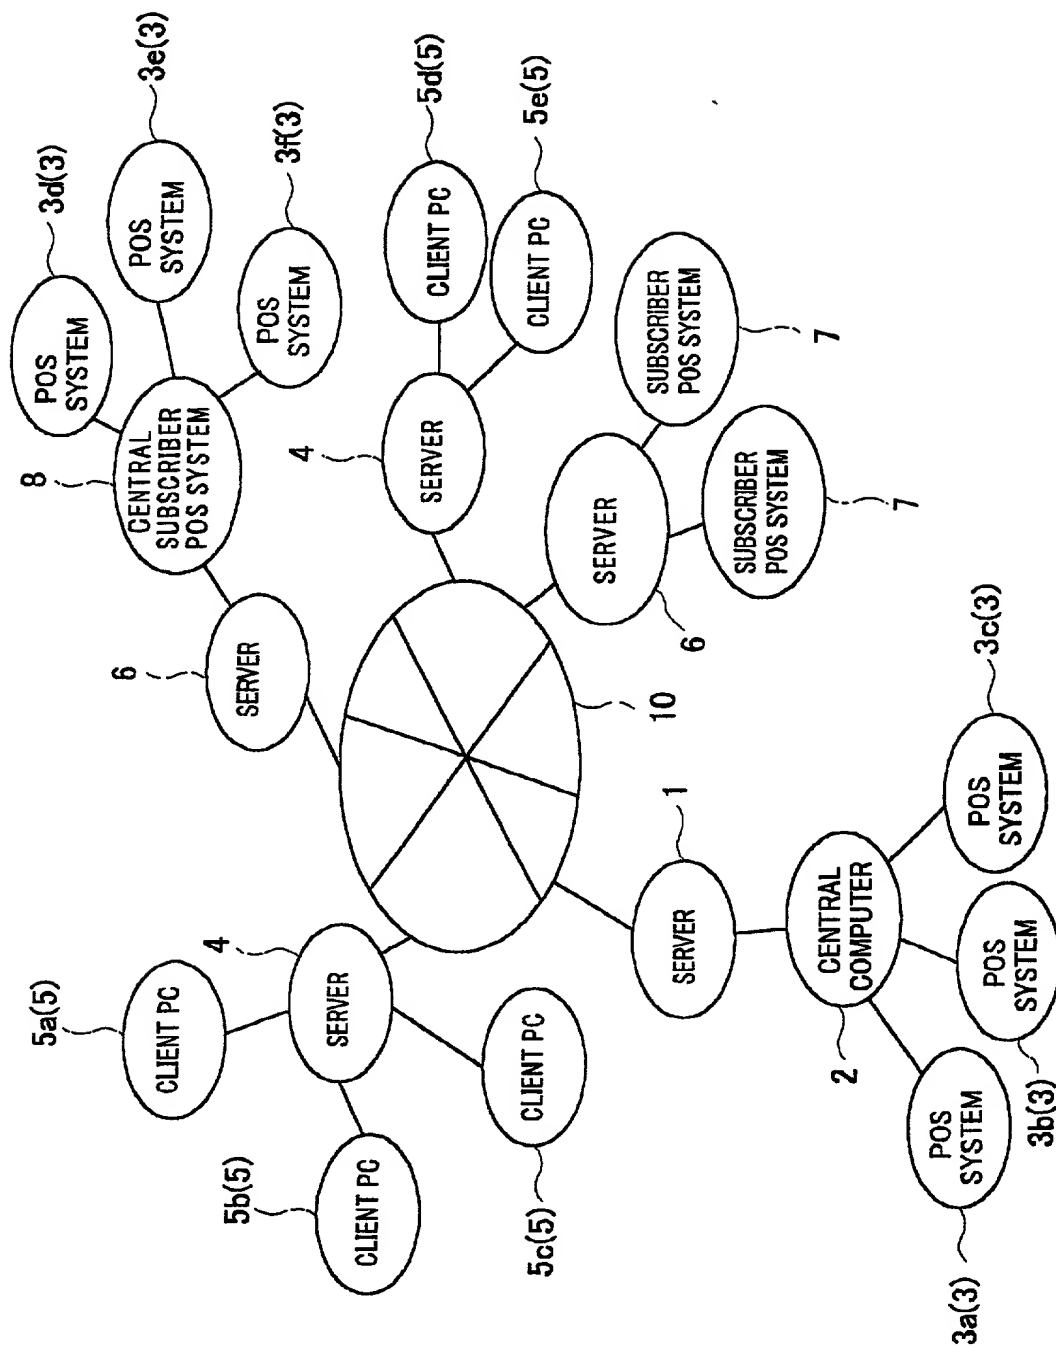 5a(5)
CLIENT PC
5b(5)
CLIENT PC
4
SERVER
5c(5)
CLIENT PC
6
SERVER
8
CENTRAL
SUBSCRIBER
POS SYSTEM
3d(3)
POS
SYSTEM
3e(3)
POS
SYSTEM
3f(3)
POS
SYSTEM
4
SERVER
5d(5)
CLIENT PC
5e(5)
CLIENT PC
10
6
SERVER
SUBSCRIBER
POS SYSTEM
7
SUBSCRIBER
POS SYSTEM
7
1
SERVER
2
CENTRAL
COMPUTER
3a(3)
POS
SYSTEM
3b(3)
POS
SYSTEM
3c(3)
POS
SYSTEM